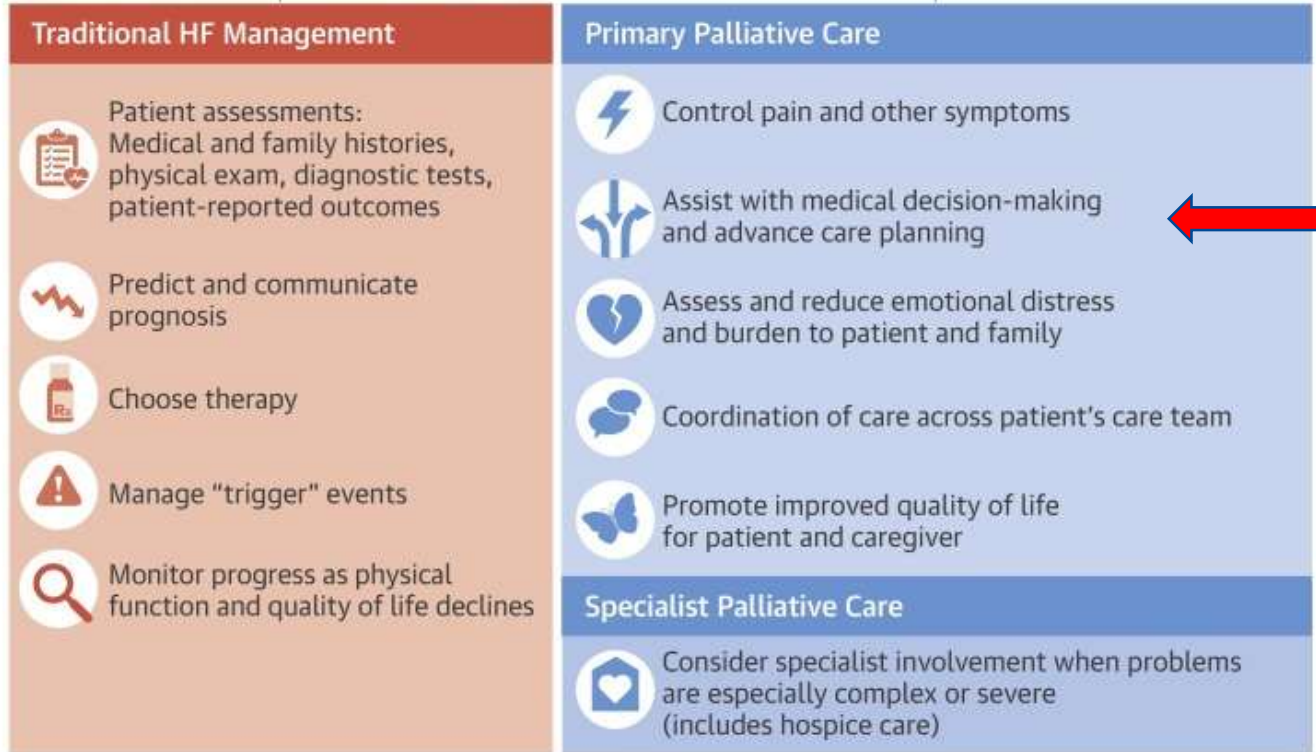 Traditional HF Management
Patient assessments:
Medical and family histories,
physical exam, diagnostic tests,
patient-reported outcomes
Predict and communicate
prognosis
Rx
Choose therapy
Manage “trigger” events
Monitor progress as physical
function and quality of life declines
Primary Palliative Care
Control pain and other symptoms
Assist with medical decision-making
and advance care planning
Assess and reduce emotional distress
and burden to patient and family
Coordination of care across patient’s care team
Promote improved quality of life
for patient and caregiver
Specialist Palliative Care
Consider specialist involvement when problems
are especially complex or severe
(includes hospice care)